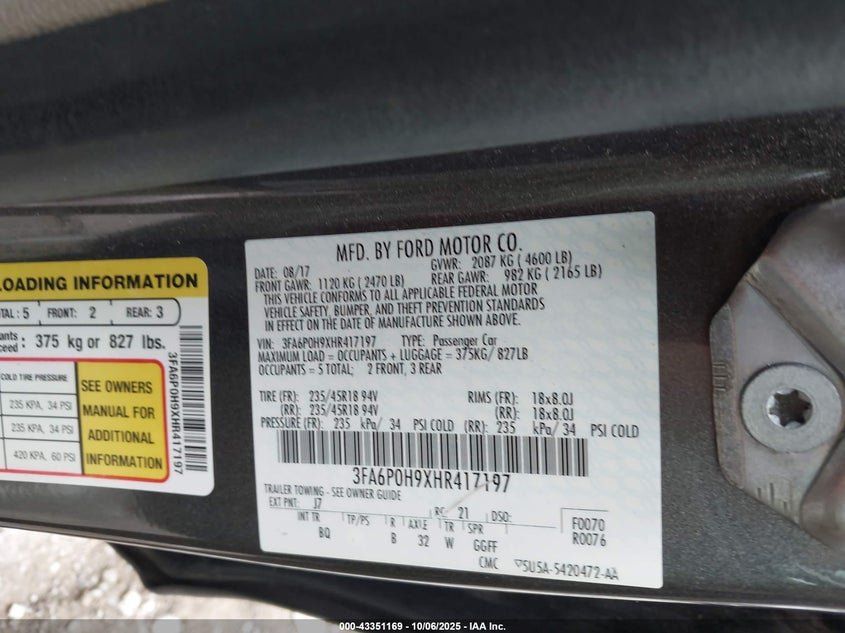 LOADING INFORMATION
TAL : 5 FRONT: 2 REAR: 3
ants
ceed : 375 kg or 827 lbs.
COLD TIRE PRESSURE
235 KPA, 34 PSI
235 KPA, 34 PSI
420 KPA, 60 PSI
SEE OWNERS
MANUAL FOR
ADDITIONAL
INFORMATION
3FA6P0H9XHR417197
MFD. BY FORD MOTOR CO.
DATE: 08/17 GVWR: 2087 KG ( 4600 LB)
FRONT GAWR: 1120 KG ( 2470 LB) REAR GAWR: 982 KG ( 2165 LB)
THIS VEHICLE CONFORMS TO ALL APPLICABLE FEDERAL MOTOR
VEHICLE SAFETY, BUMPER, AND THEFT PREVENTION STANDARDS
IN EFFECT ON THE DATE OF MANUFACTURE SHOWN ABOVE.
VIN: 3FA6P0H9XHR417197 TYPE: Passenger Car
MAXIMUM LOAD = OCCUPANTS + LUGGAGE = 375KG/ 827LB
OCCUPANTS = 5 TOTAL; 2 FRONT, 3 REAR
TIRE (FR): 235/45R18 94V RIMS (FR): 18x8.0J
(RR): 235/45R18 94V (RR): 18x8.0J
PRESSURE (FR): 235 kPa/ 34 PSI COLD (RR): 235 kPa/ 34 PSI COLD
3FA6P0H9XHR417197
TRAILER TOWING - SEE OWNER GUIDE
EXT PNT: J7 RC: 21 DSO: F0070
INT TR TP/PS R AXLE TR SPR R0076
BQ B 32 W GGFF
CMC 5U5A-5420472-AA
000-43351169 - 10/06/2025 - IAA Inc.